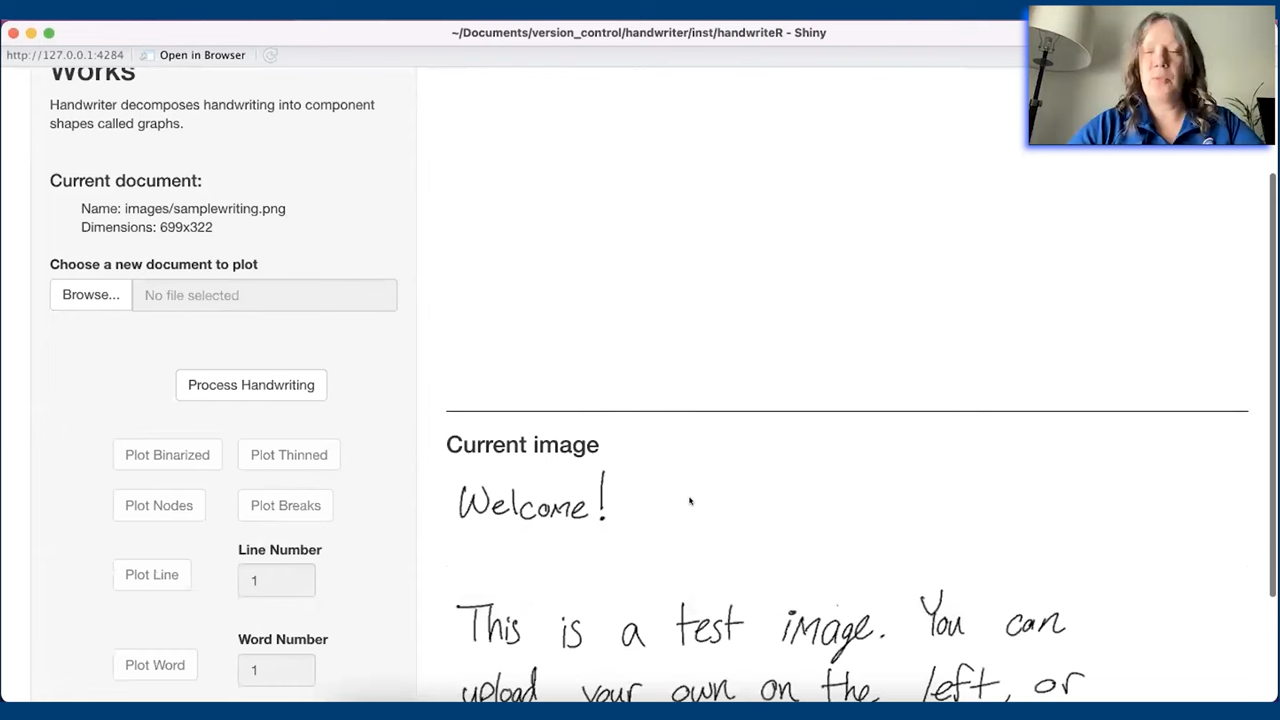 ~/Documents/version_control/handwriter/inst/handwriteR - Shiny
http://127.0.0.1:4284
Open in Browser
Works
Handwriter decomposes handwriting into component
shapes called graphs.
Current document:
Name: images/samplewriting.png
Dimensions: 699x322
Choose a new document to plot
Browse... No file selected
Process Handwriting
Plot Binarized Plot Thinned
Plot Nodes Plot Breaks
Line Number
Plot Line 1
Word Number
Plot Word 1
Current image
Welcome!
This is a test image. You can
upload your own on the left, or